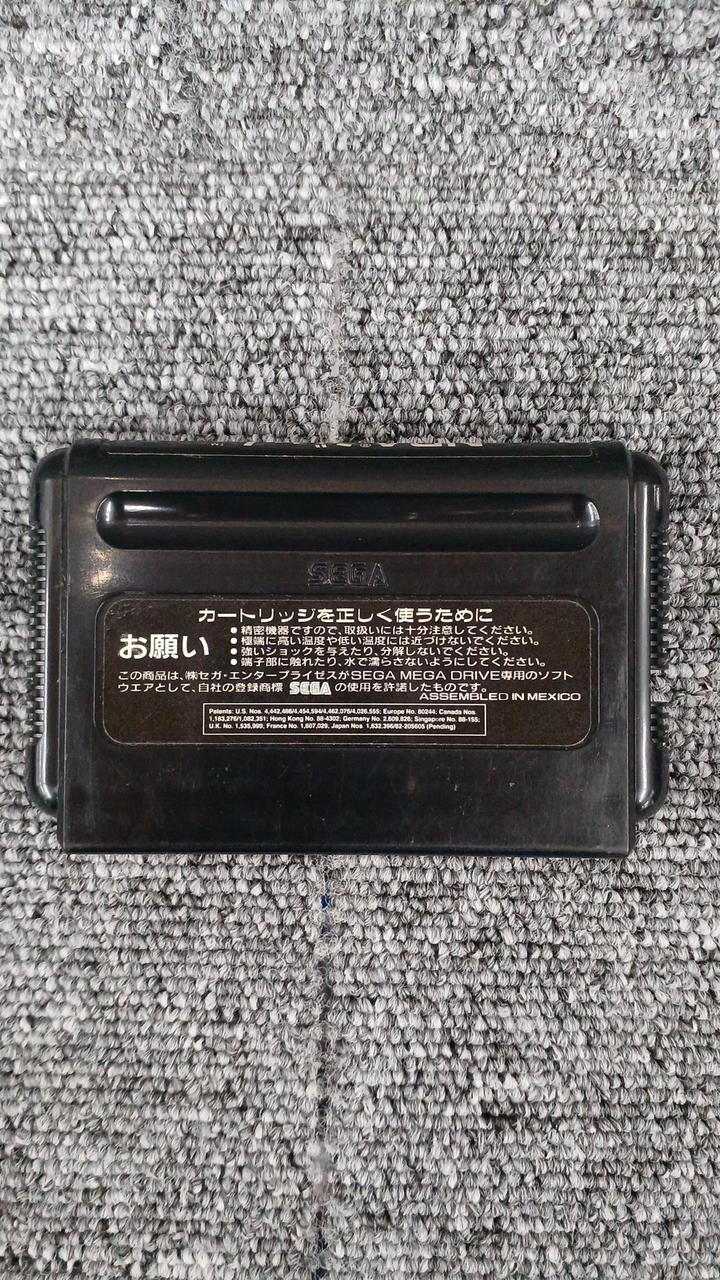 SEGA
カートリッジを正しく使うために
お願い
●精密機器ですので、取扱いには十分注意してください。
●極端に高い温度や低い温度には近づけないでください。
●強いショックを与えたり、分解しないでください。
●端子部に触れたり、水で濡らさないようにしてください。
この商品は、㈱セガ・エンタープライゼスがSEGA MEGA DRIVE専用のソフト
ウエアとして、自社の登録商標 SEGA の使用を許諾したものです。
ASSEMBLED IN MEXICO
Patents: U.S. Nos. 4,442,486/4,454,594/4,462,076/4,026,555; Europe No. 80244; Canada Nos.
1,183,276/1,082,351; Hong Kong No. 88-4302; Germany No. 2,609,826; Singapore No. 88-155;
U.K. No. 1,535,999; France No. 1,607,029; Japan Nos. 1,632,396/82-205605 (Pending)